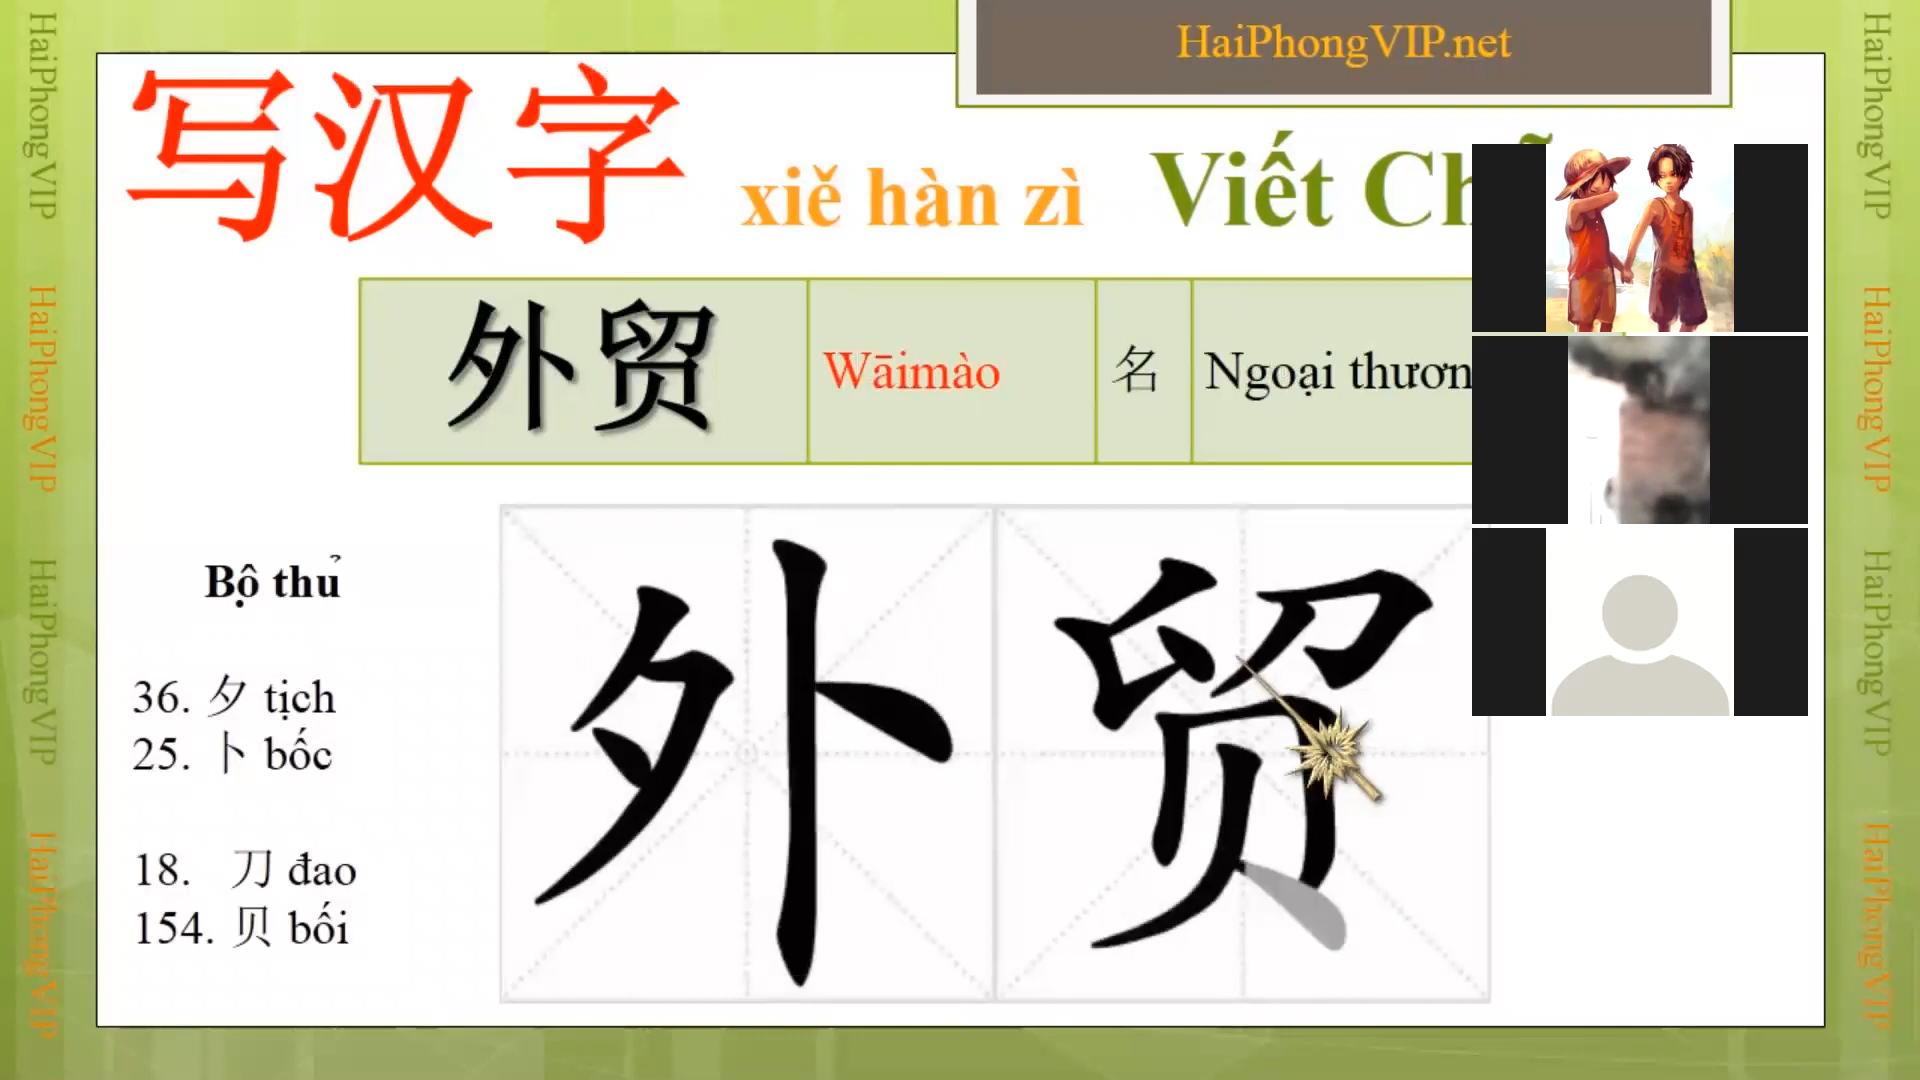 HaiPhongVIP.net
写汉字 xiě hàn zì Viết
外贸 Wāimào 名 Ngoại
外贸
Bộ thủ
36. 夕 tịch
25. 卜 bốc
18. 刀 đao
154. 贝 bối
HaiPhongVIP HaiPhongVIP HaiPhongVIP HaiPhongVIP
HaiPhongVIP HaiPhongVIP HaiPhongVIP HaiPhongVIP